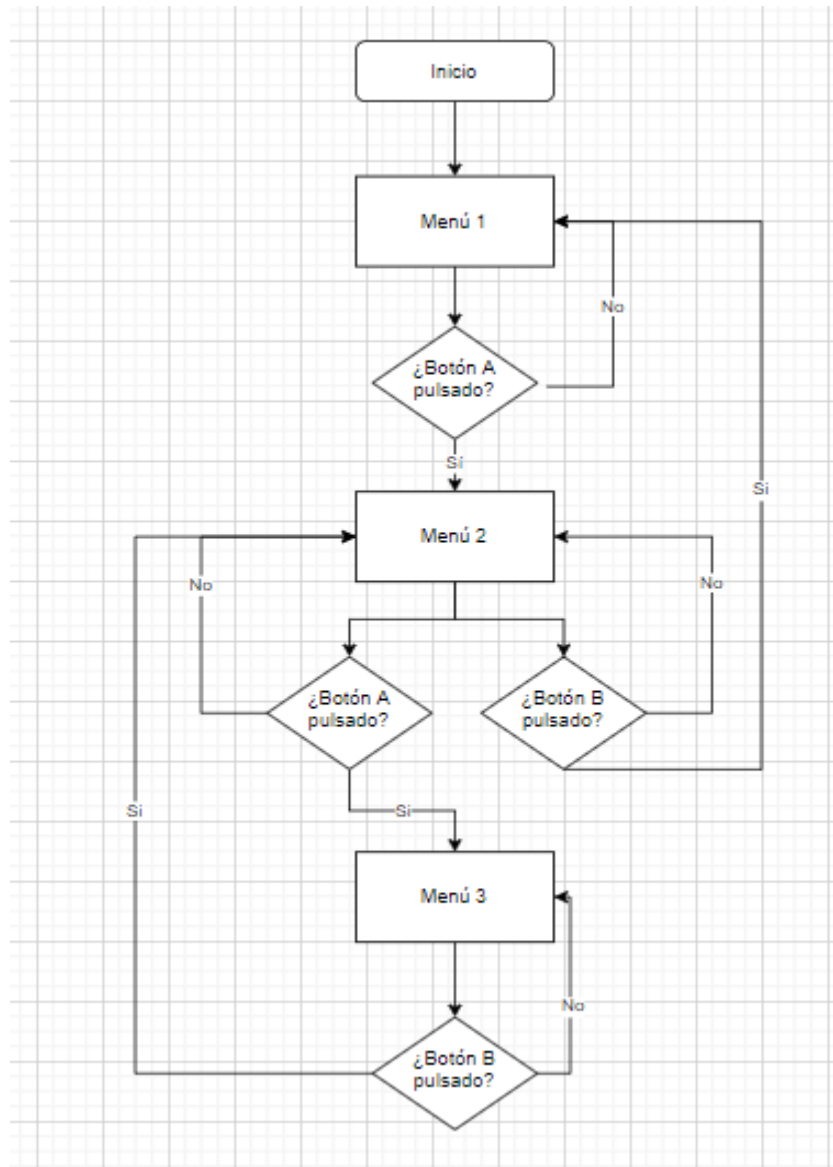 Inicio
Menú 1
No
¿Botón A
pulsado?
Sí
Si
Menú 2
No
No
¿Botón A
pulsado?
¿Botón B
pulsado?
Si
Si
Menú 3
No
¿Botón B
pulsado?